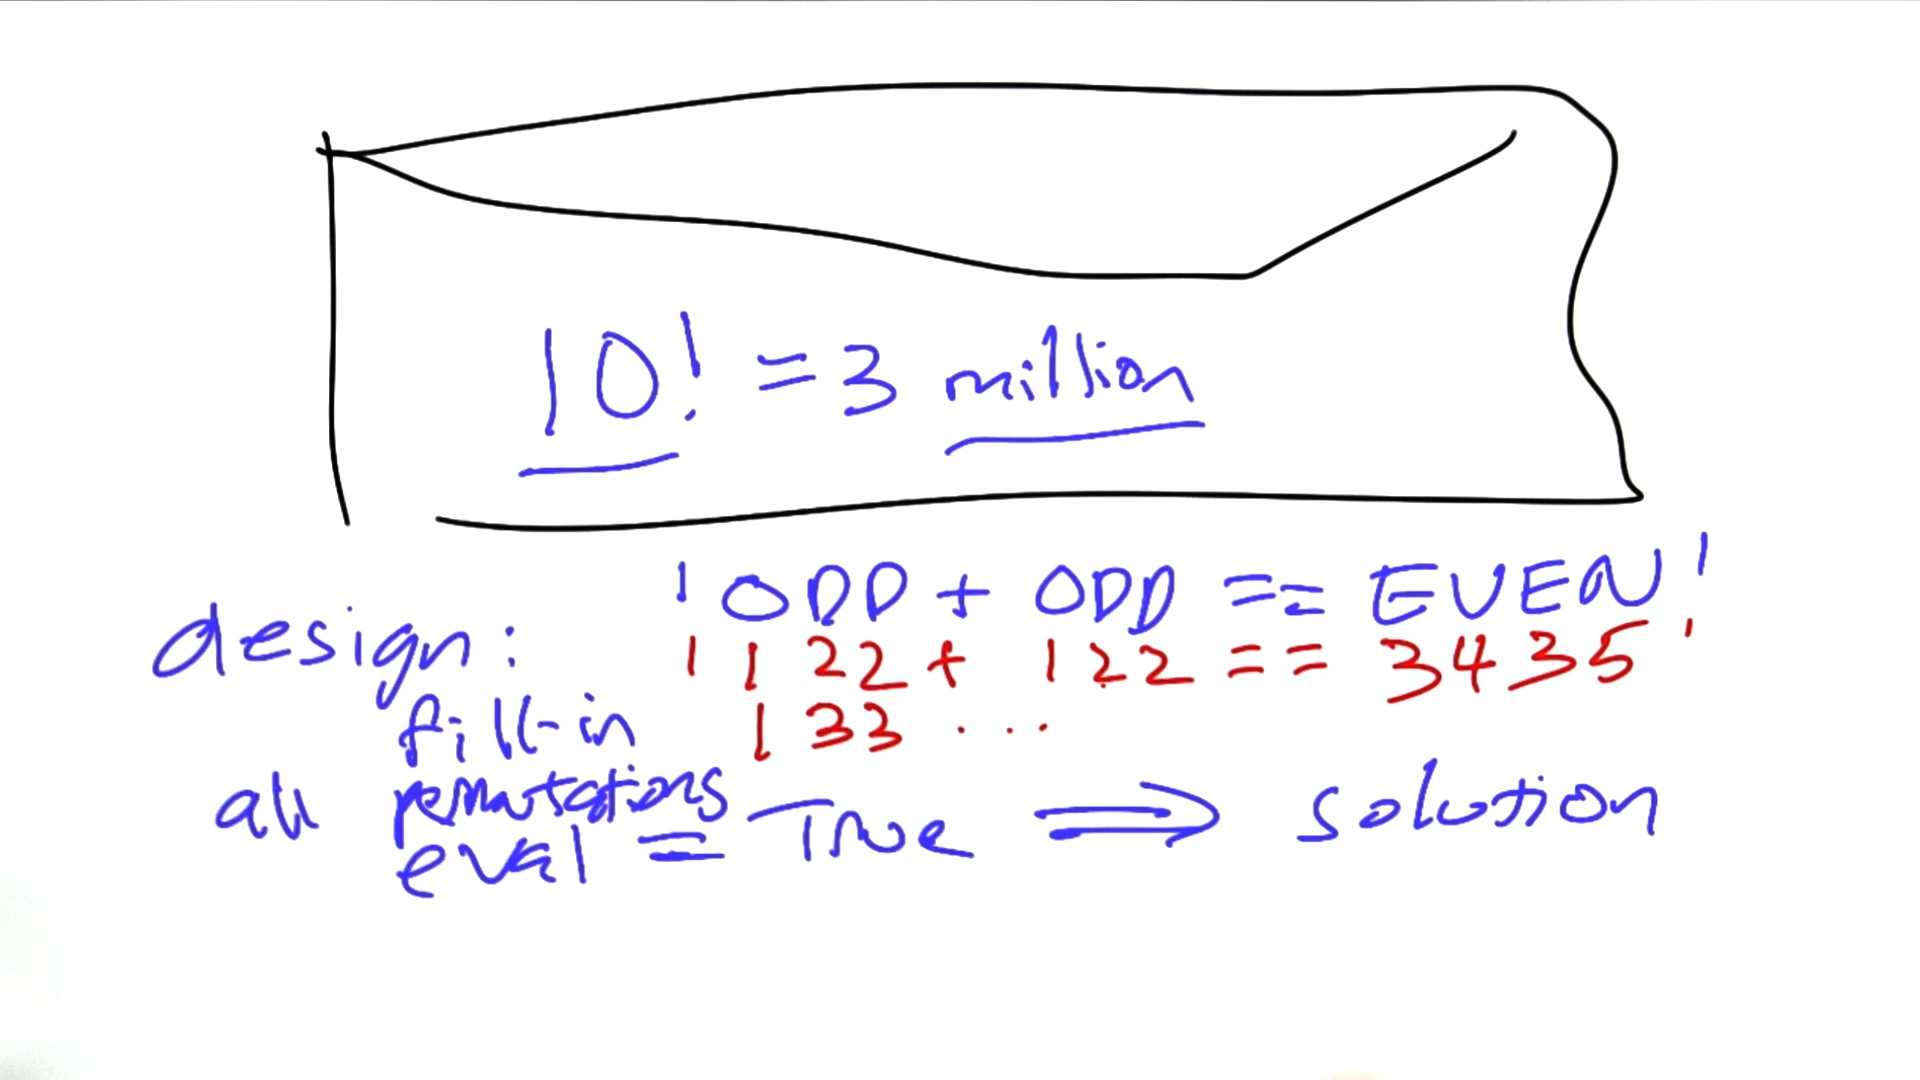 10! = 3 million
design: 'ODD + ODD == EVEN'
'122 + 122 == 3435'
fill-in 133 ....
all permutations
eval = True ⇒ solution